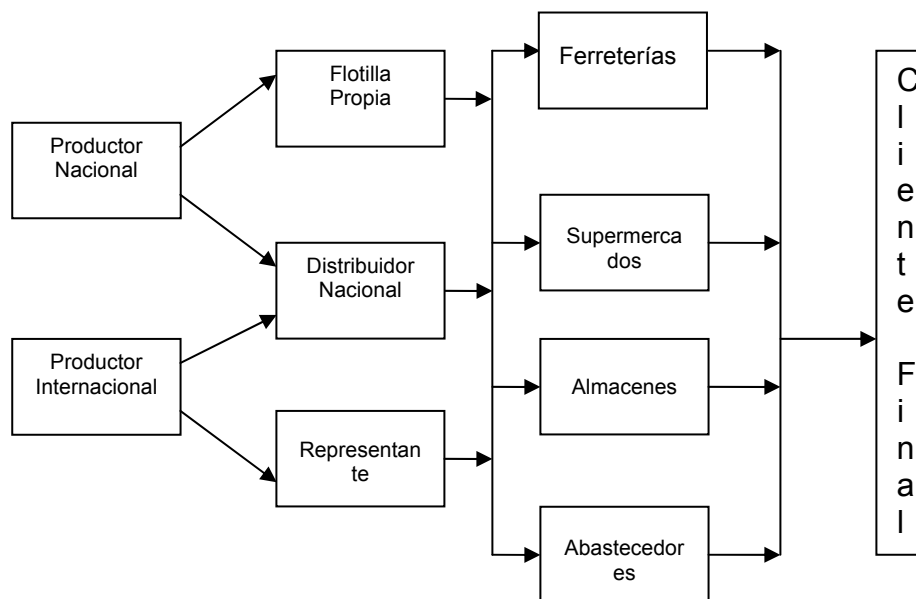 Productor
Nacional
Productor
Internacional
Flotilla
Propia
Distribuidor
Nacional
Representan
te
Ferreterías
Supermerca
dos
Almacenes
Abastecedor
es
C
l
i
e
n
t
e
F
i
n
a
l